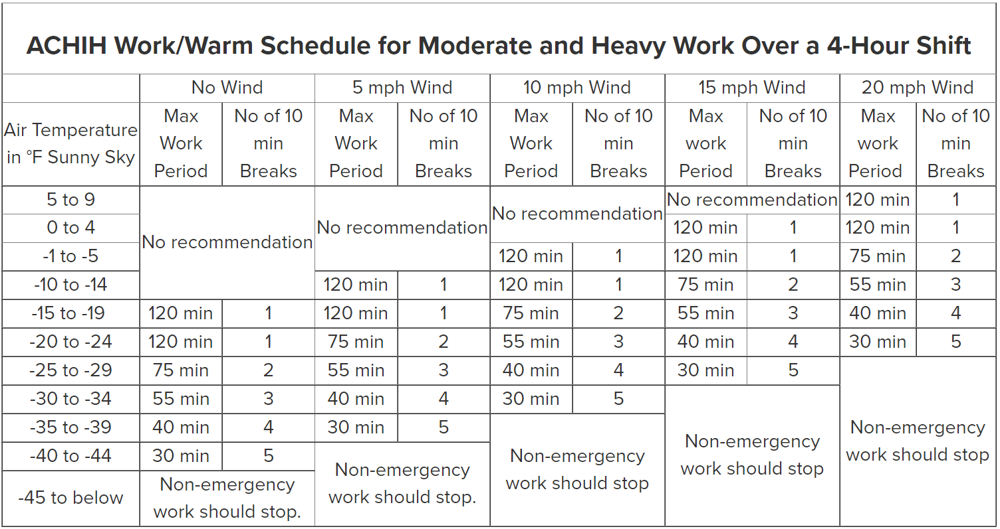 ACHIH Work/Warm Schedule for Moderate and Heavy Work Over a 4-Hour Shift
No Wind 5 mph Wind 10 mph Wind 15 mph Wind 20 mph Wind
Air Temperature
in °F Sunny Sky
Max
Work
Period
No of 10
min
Breaks
Max
Work
Period
No of 10
min
Breaks
Max
Work
Period
No of 10
min
Breaks
Max
work
Period
No of 10
min
Breaks
Max
work
Period
No of 10
min
Breaks
5 to 9 No recommendation No recommendation No recommendation No recommendation 120 min 1
0 to 4 120 min 1 120 min 1
-1 to -5 120 min 1 120 min 1 75 min 2
-10 to -14 120 min 1 120 min 1 75 min 2 55 min 3
-15 to -19 120 min 1 120 min 1 75 min 2 55 min 3 40 min 4
-20 to -24 120 min 1 75 min 2 55 min 3 40 min 4 30 min 5
-25 to -29 75 min 2 55 min 3 40 min 4 30 min 5
-30 to -34 55 min 3 40 min 4 30 min 5
-35 to -39 40 min 4 30 min 5
-40 to -44 30 min 5
-45 to below
Non-emergency
work should stop.
Non-emergency
work should stop.
Non-emergency
work should stop
Non-emergency
work should stop
Non-emergency
work should stop